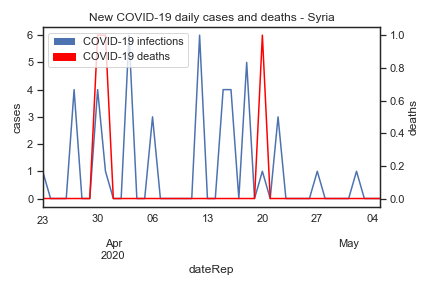 New COVID-19 daily cases and deaths - Syria
COVID-19 infections
COVID-19 deaths
cases
6
5
4
3
2
1
0
deaths
1.0
0.8
0.6
0.4
0.2
0.0
23 30 06 13 20 27 04
Apr May
2020
dateRep